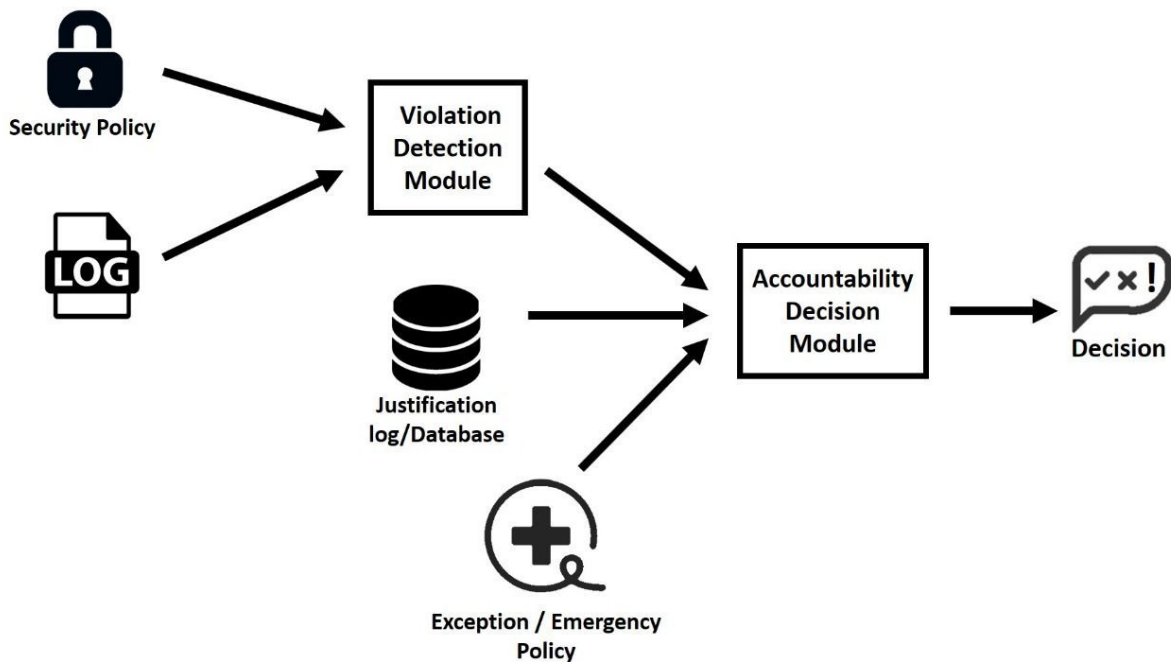 Security Policy
LOG
Violation
Detection
Module
Justification
log/Database
Exception / Emergency
Policy
Accountability
Decision
Module
Decision